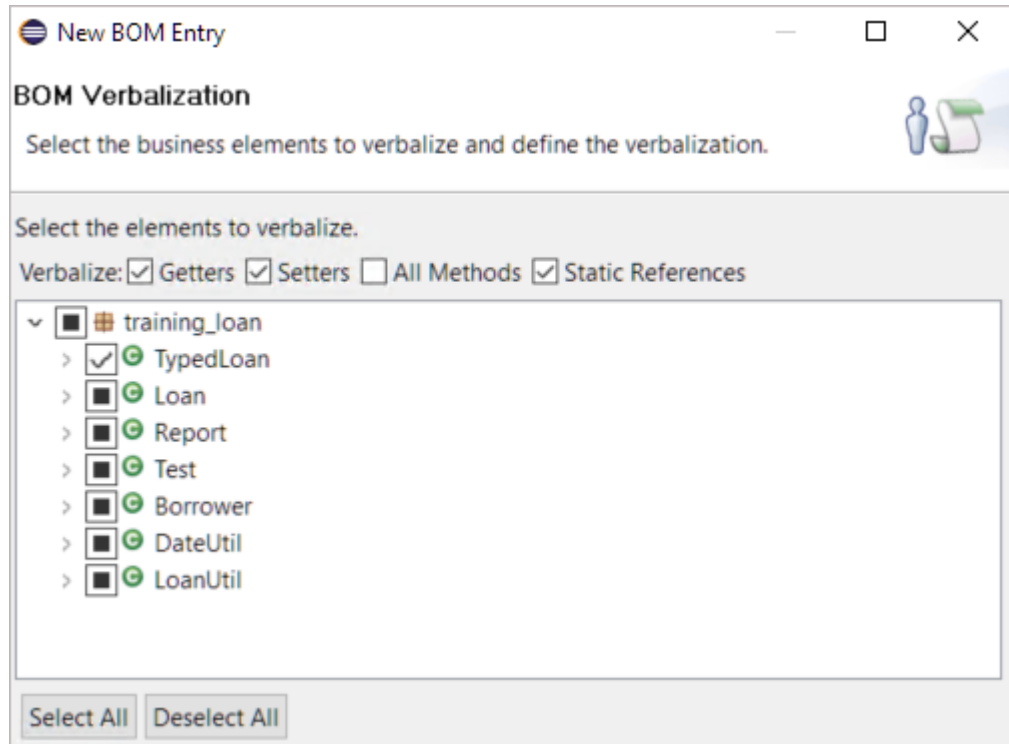 New BOM Entry
BOM Verbalization
Select the business elements to verbalize and define the verbalization.
Select the elements to verbalize.
Verbalize: Getters Setters All Methods Static References
training_loan
TypedLoan
Loan
Report
Test
Borrower
DateUtil
LoanUtil
Select All Deselect All